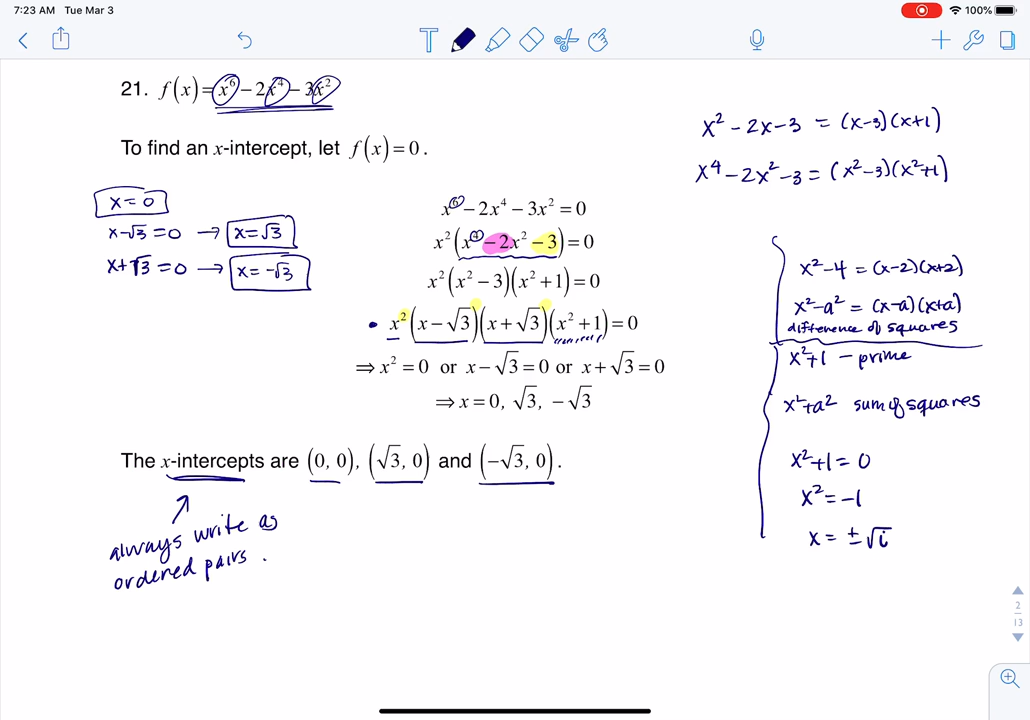 7:23 AM Tue Mar 3
100%
T
21. f(x) = x⁶ − 2x⁴ − 3x²
To find an x-intercept, let f(x) = 0.
x = 0
x − √3 = 0 → x = √3
x + √3 = 0 → x = −√3
x⁶ − 2x⁴ − 3x² = 0
x²(x⁴ − 2x² − 3) = 0
x²(x² − 3)(x² + 1) = 0
• x²(x − √3)(x + √3)(x² + 1) = 0
⇒ x² = 0 or x − √3 = 0 or x + √3 = 0
⇒ x = 0, √3, −√3
The x-intercepts are (0, 0), (√3, 0) and (−√3, 0).
always write as
ordered pairs.
x² − 2x − 3 = (x−3)(x+1)
x⁴ − 2x² − 3 = (x²−3)(x²+1)
x² − 4 = (x−2)(x+2)
x² − a² = (x−a)(x+a)
difference of squares
x²+1 − prime
x²+a² sum of squares
x²+1 = 0
x² = −1
x = ±√i
2
13